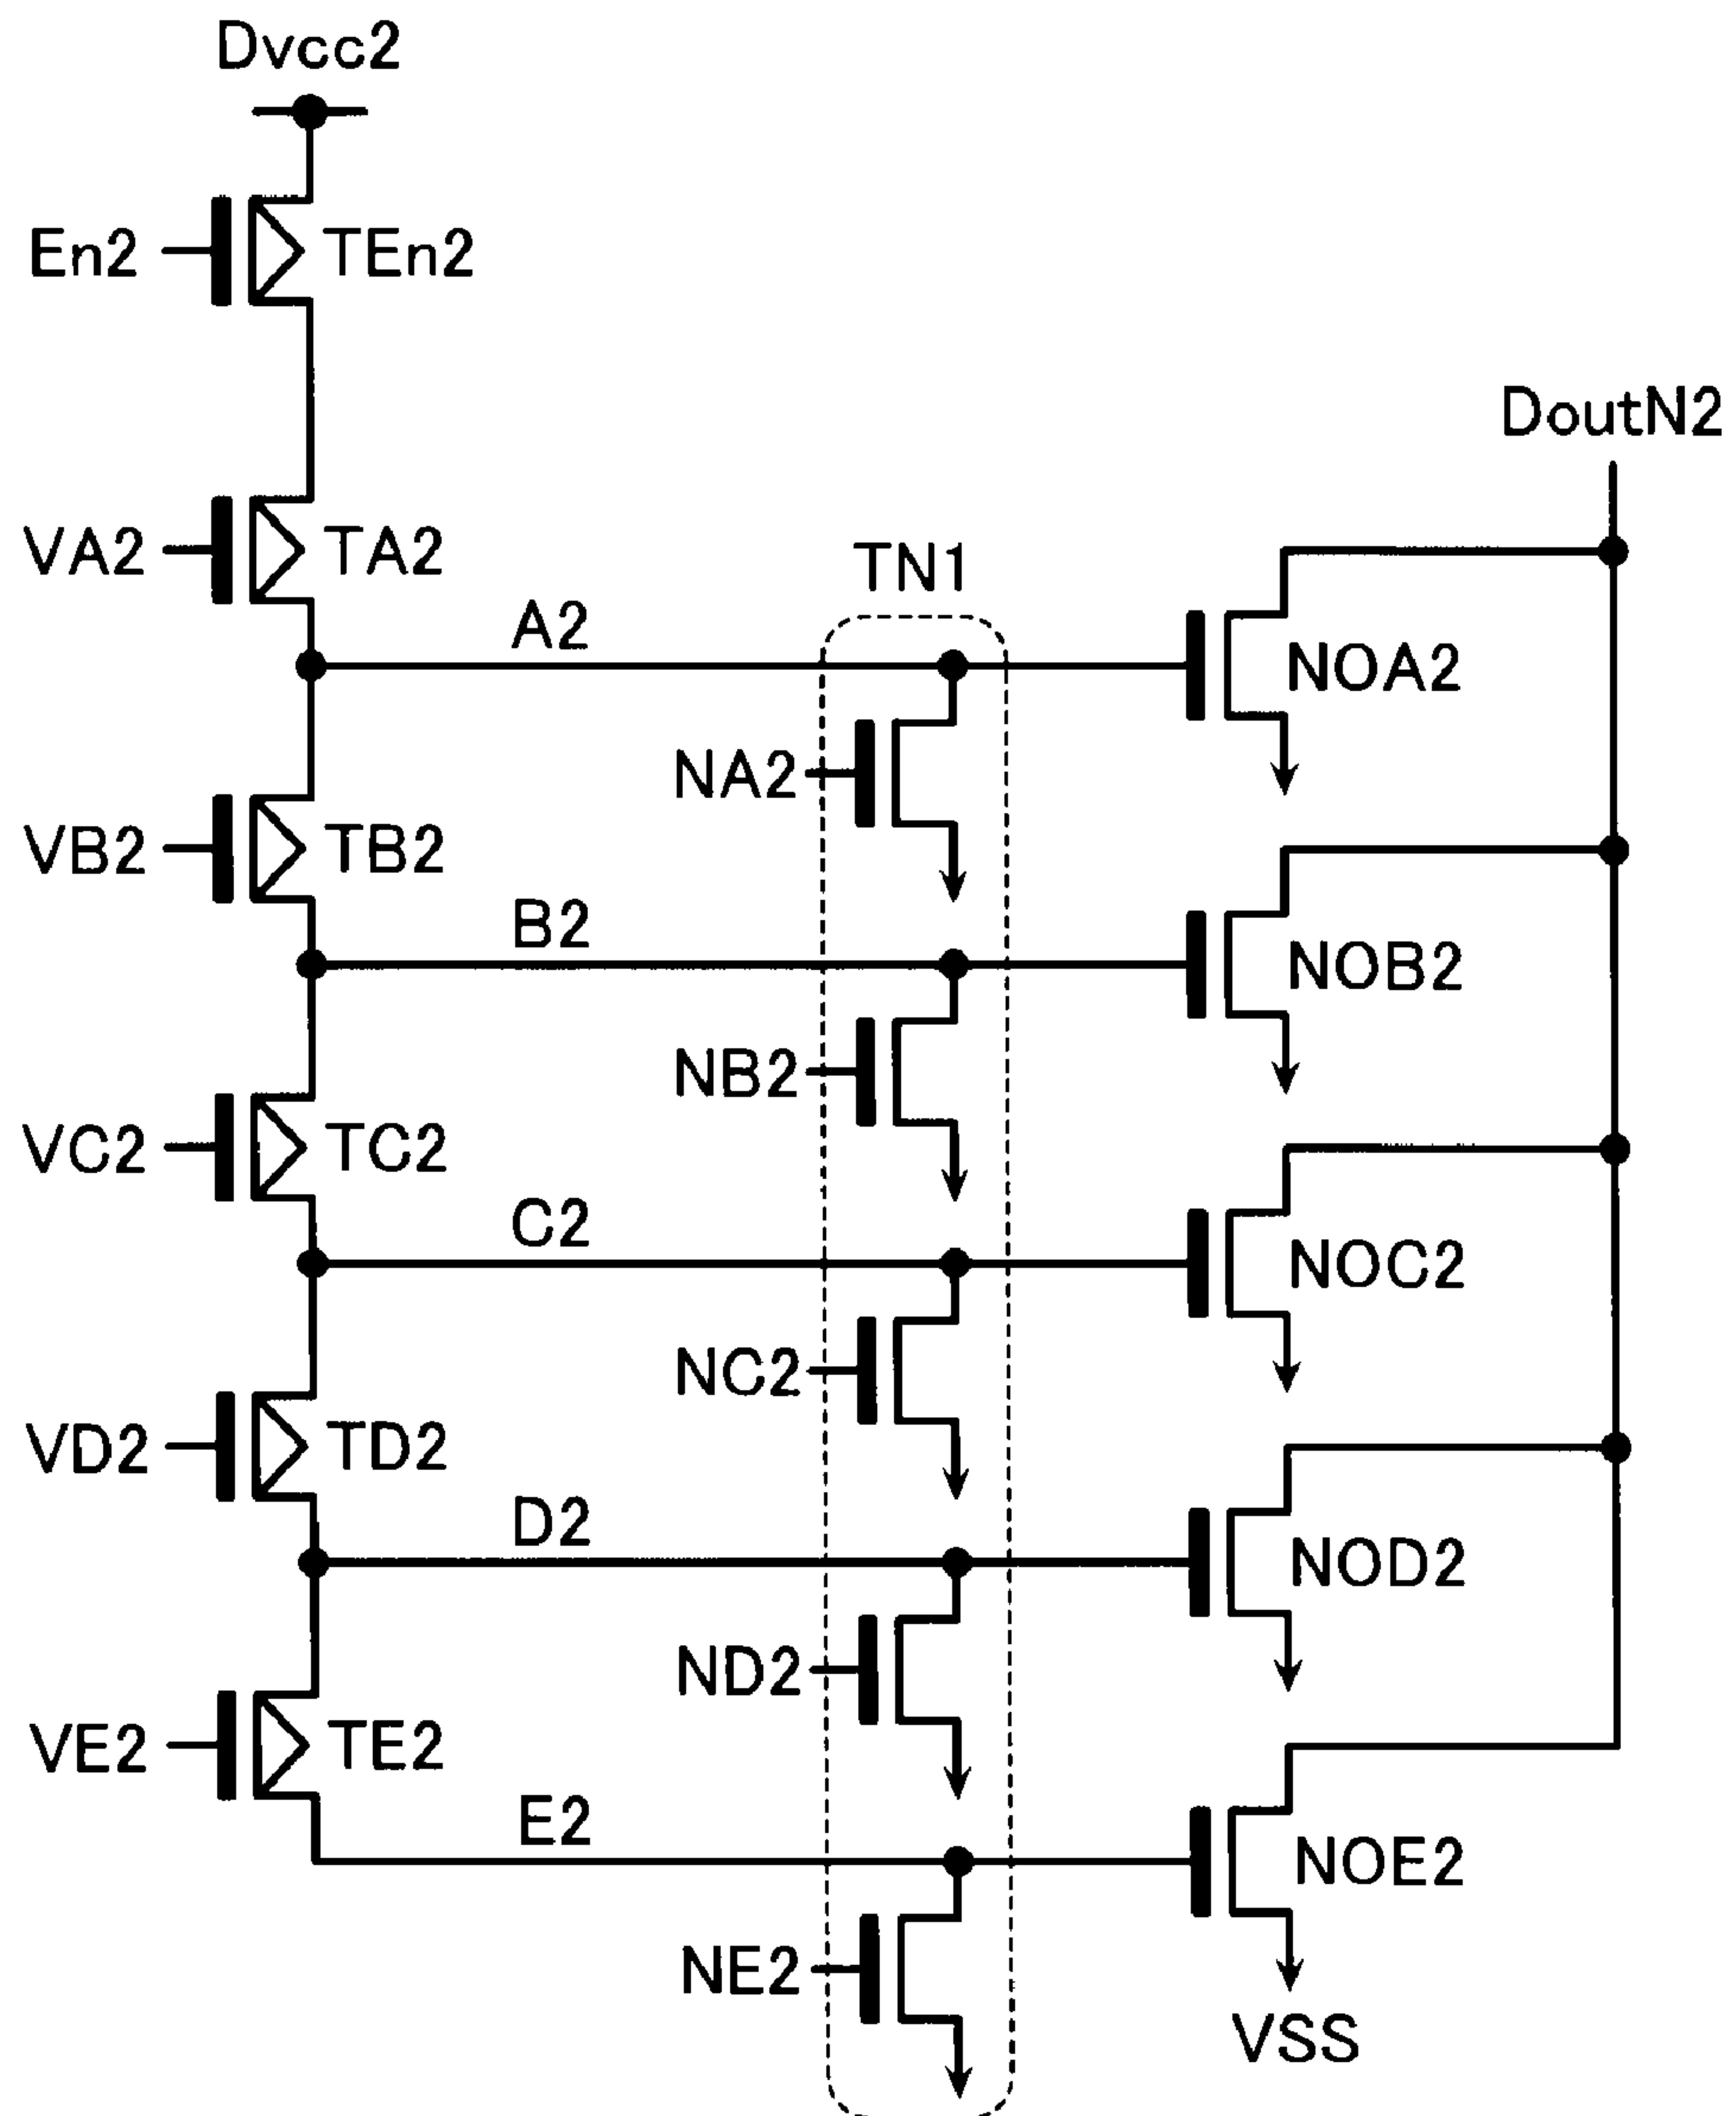 Dvcc2
En2 TEn2
DoutN2
VA2 TA2 TN1
A2
NOA2
NA2
VB2 TB2
B2
NOB2
NB2
VC2 TC2
C2
NOC2
NC2
VD2 TD2
D2
NOD2
ND2
VE2 TE2
E2
NOE2
NE2
VSS